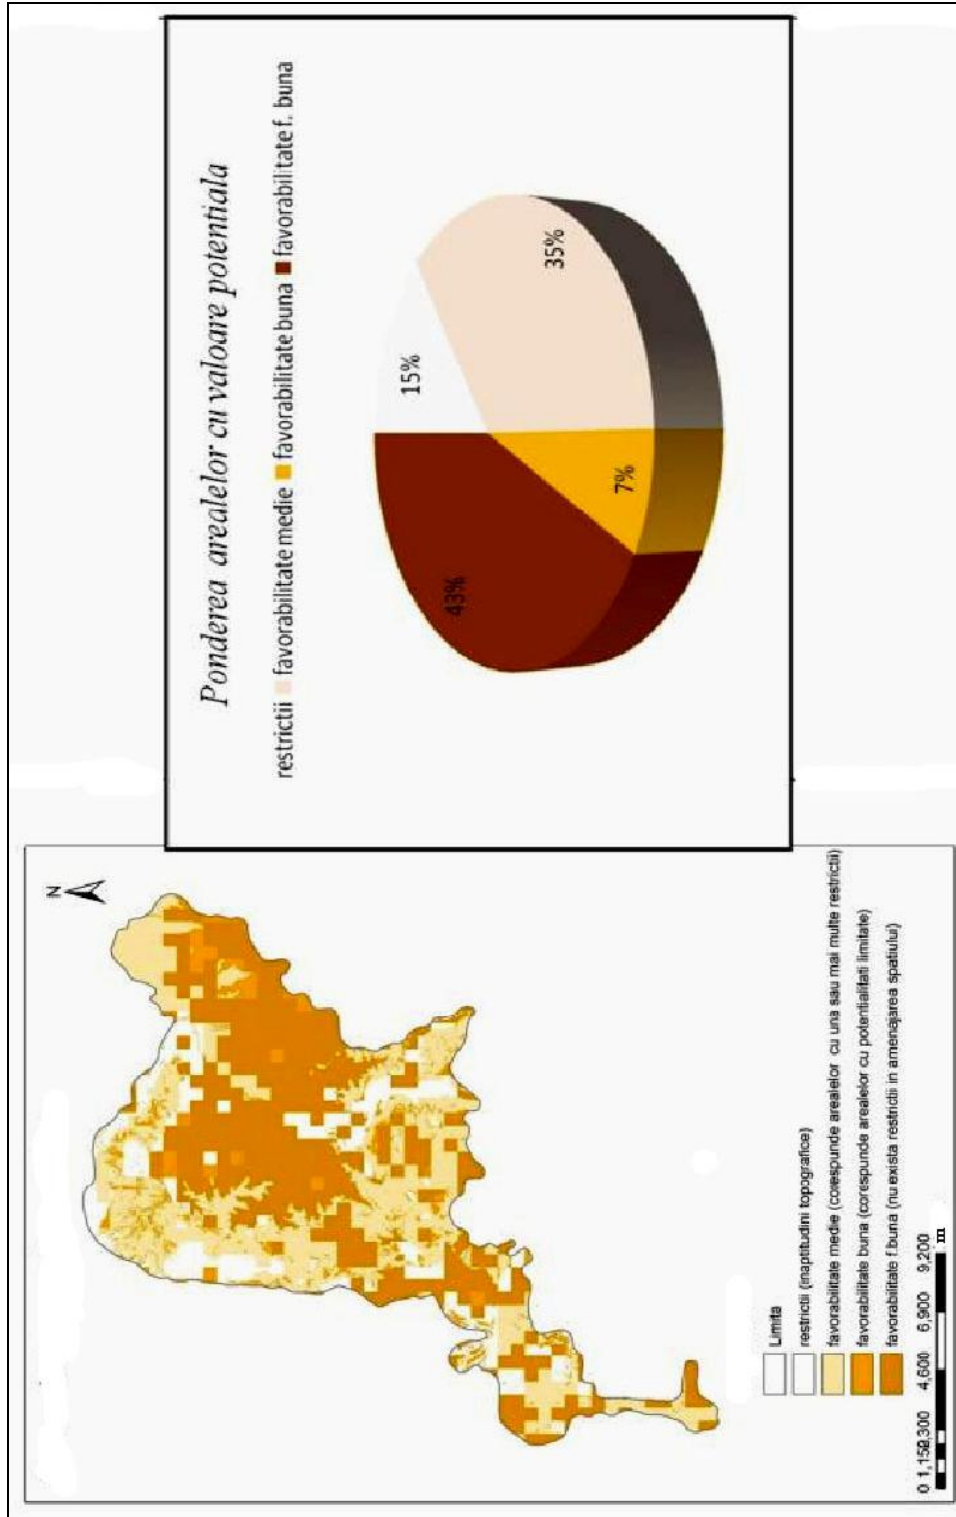 N
Limita
restrictii (inaptitudini topografice)
favorabilitate medie (corespunde arealelor cu una sau mai multe restrictii)
favorabilitate buna (corespunde arealelor cu potentialitati limitate)
favorabilitate f.buna (nu exista restrictii in amenajarea spatiului)
0 1,150 2,300 4,600 6,900 9,200 m
Ponderea arealelor cu valoare potentiala
restrictii favorabilitate medie favorabilitate buna favorabilitate f. buna
15%
35%
7%
43%